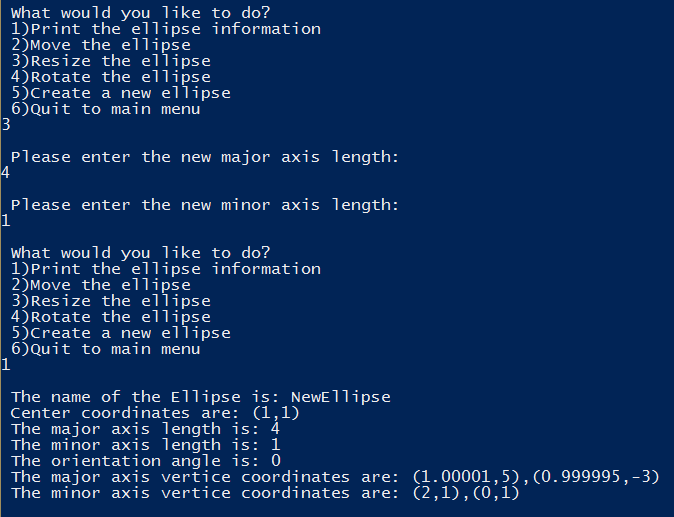 What would you like to do?
1)Print the ellipse information
2)Move the ellipse
3)Resize the ellipse
4)Rotate the ellipse
5)Create a new ellipse
6)Quit to main menu
3
Please enter the new major axis length:
4
Please enter the new minor axis length:
1
What would you like to do?
1)Print the ellipse information
2)Move the ellipse
3)Resize the ellipse
4)Rotate the ellipse
5)Create a new ellipse
6)Quit to main menu
1
The name of the Ellipse is: NewEllipse
Center coordinates are: (1,1)
The major axis length is: 4
The minor axis length is: 1
The orientation angle is: 0
The major axis vertice coordinates are: (1.00001,5),(0.999995,-3)
The minor axis vertice coordinates are: (2,1),(0,1)